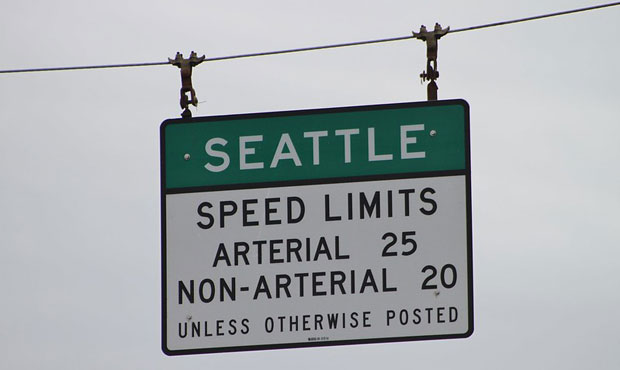 SEATTLE
SPEED LIMITS
ARTERIAL 25
NON-ARTERIAL 20
UNLESS OTHERWISE POSTED